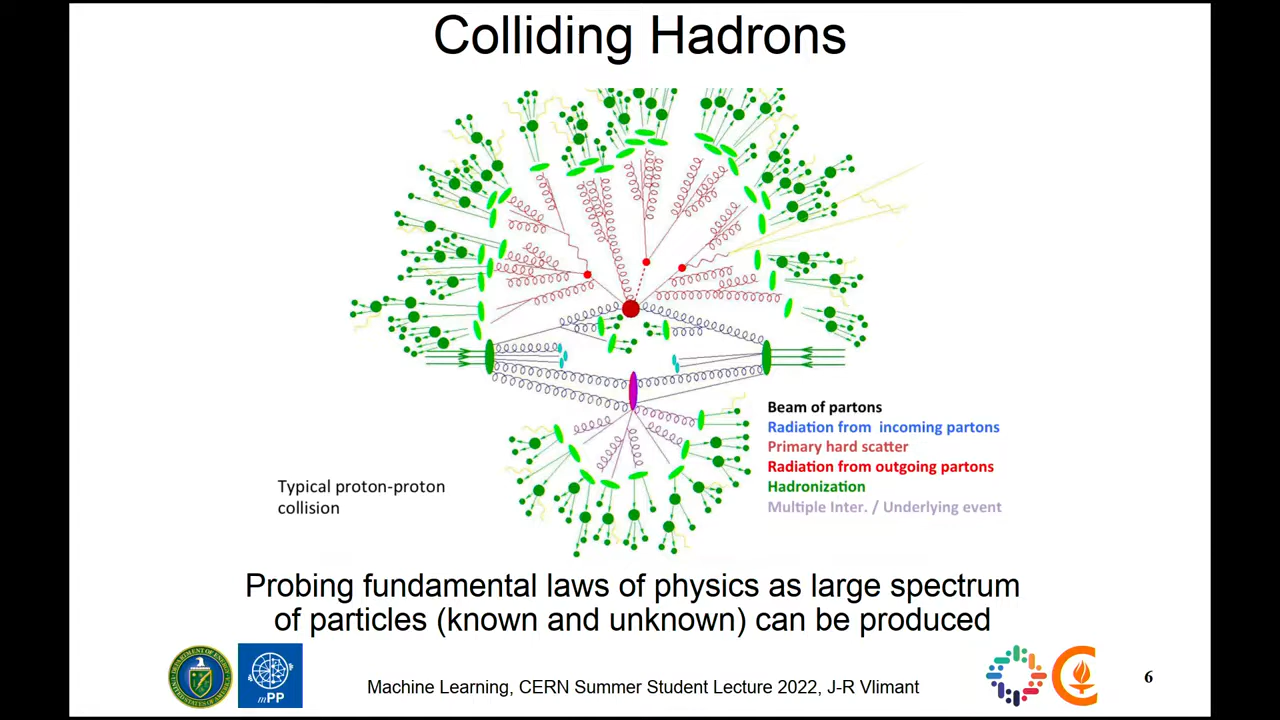 Colliding Hadrons
Beam of partons
Radiation from  incoming partons
Primary hard scatter
Radiation from outgoing partons
Hadronization
Multiple Inter. / Underlying event
Typical proton-proton
collision
Probing fundamental laws of physics as large spectrum
of particles (known and unknown) can be produced
mPP
Machine Learning, CERN Summer Student Lecture 2022, J-R Vlimant
6